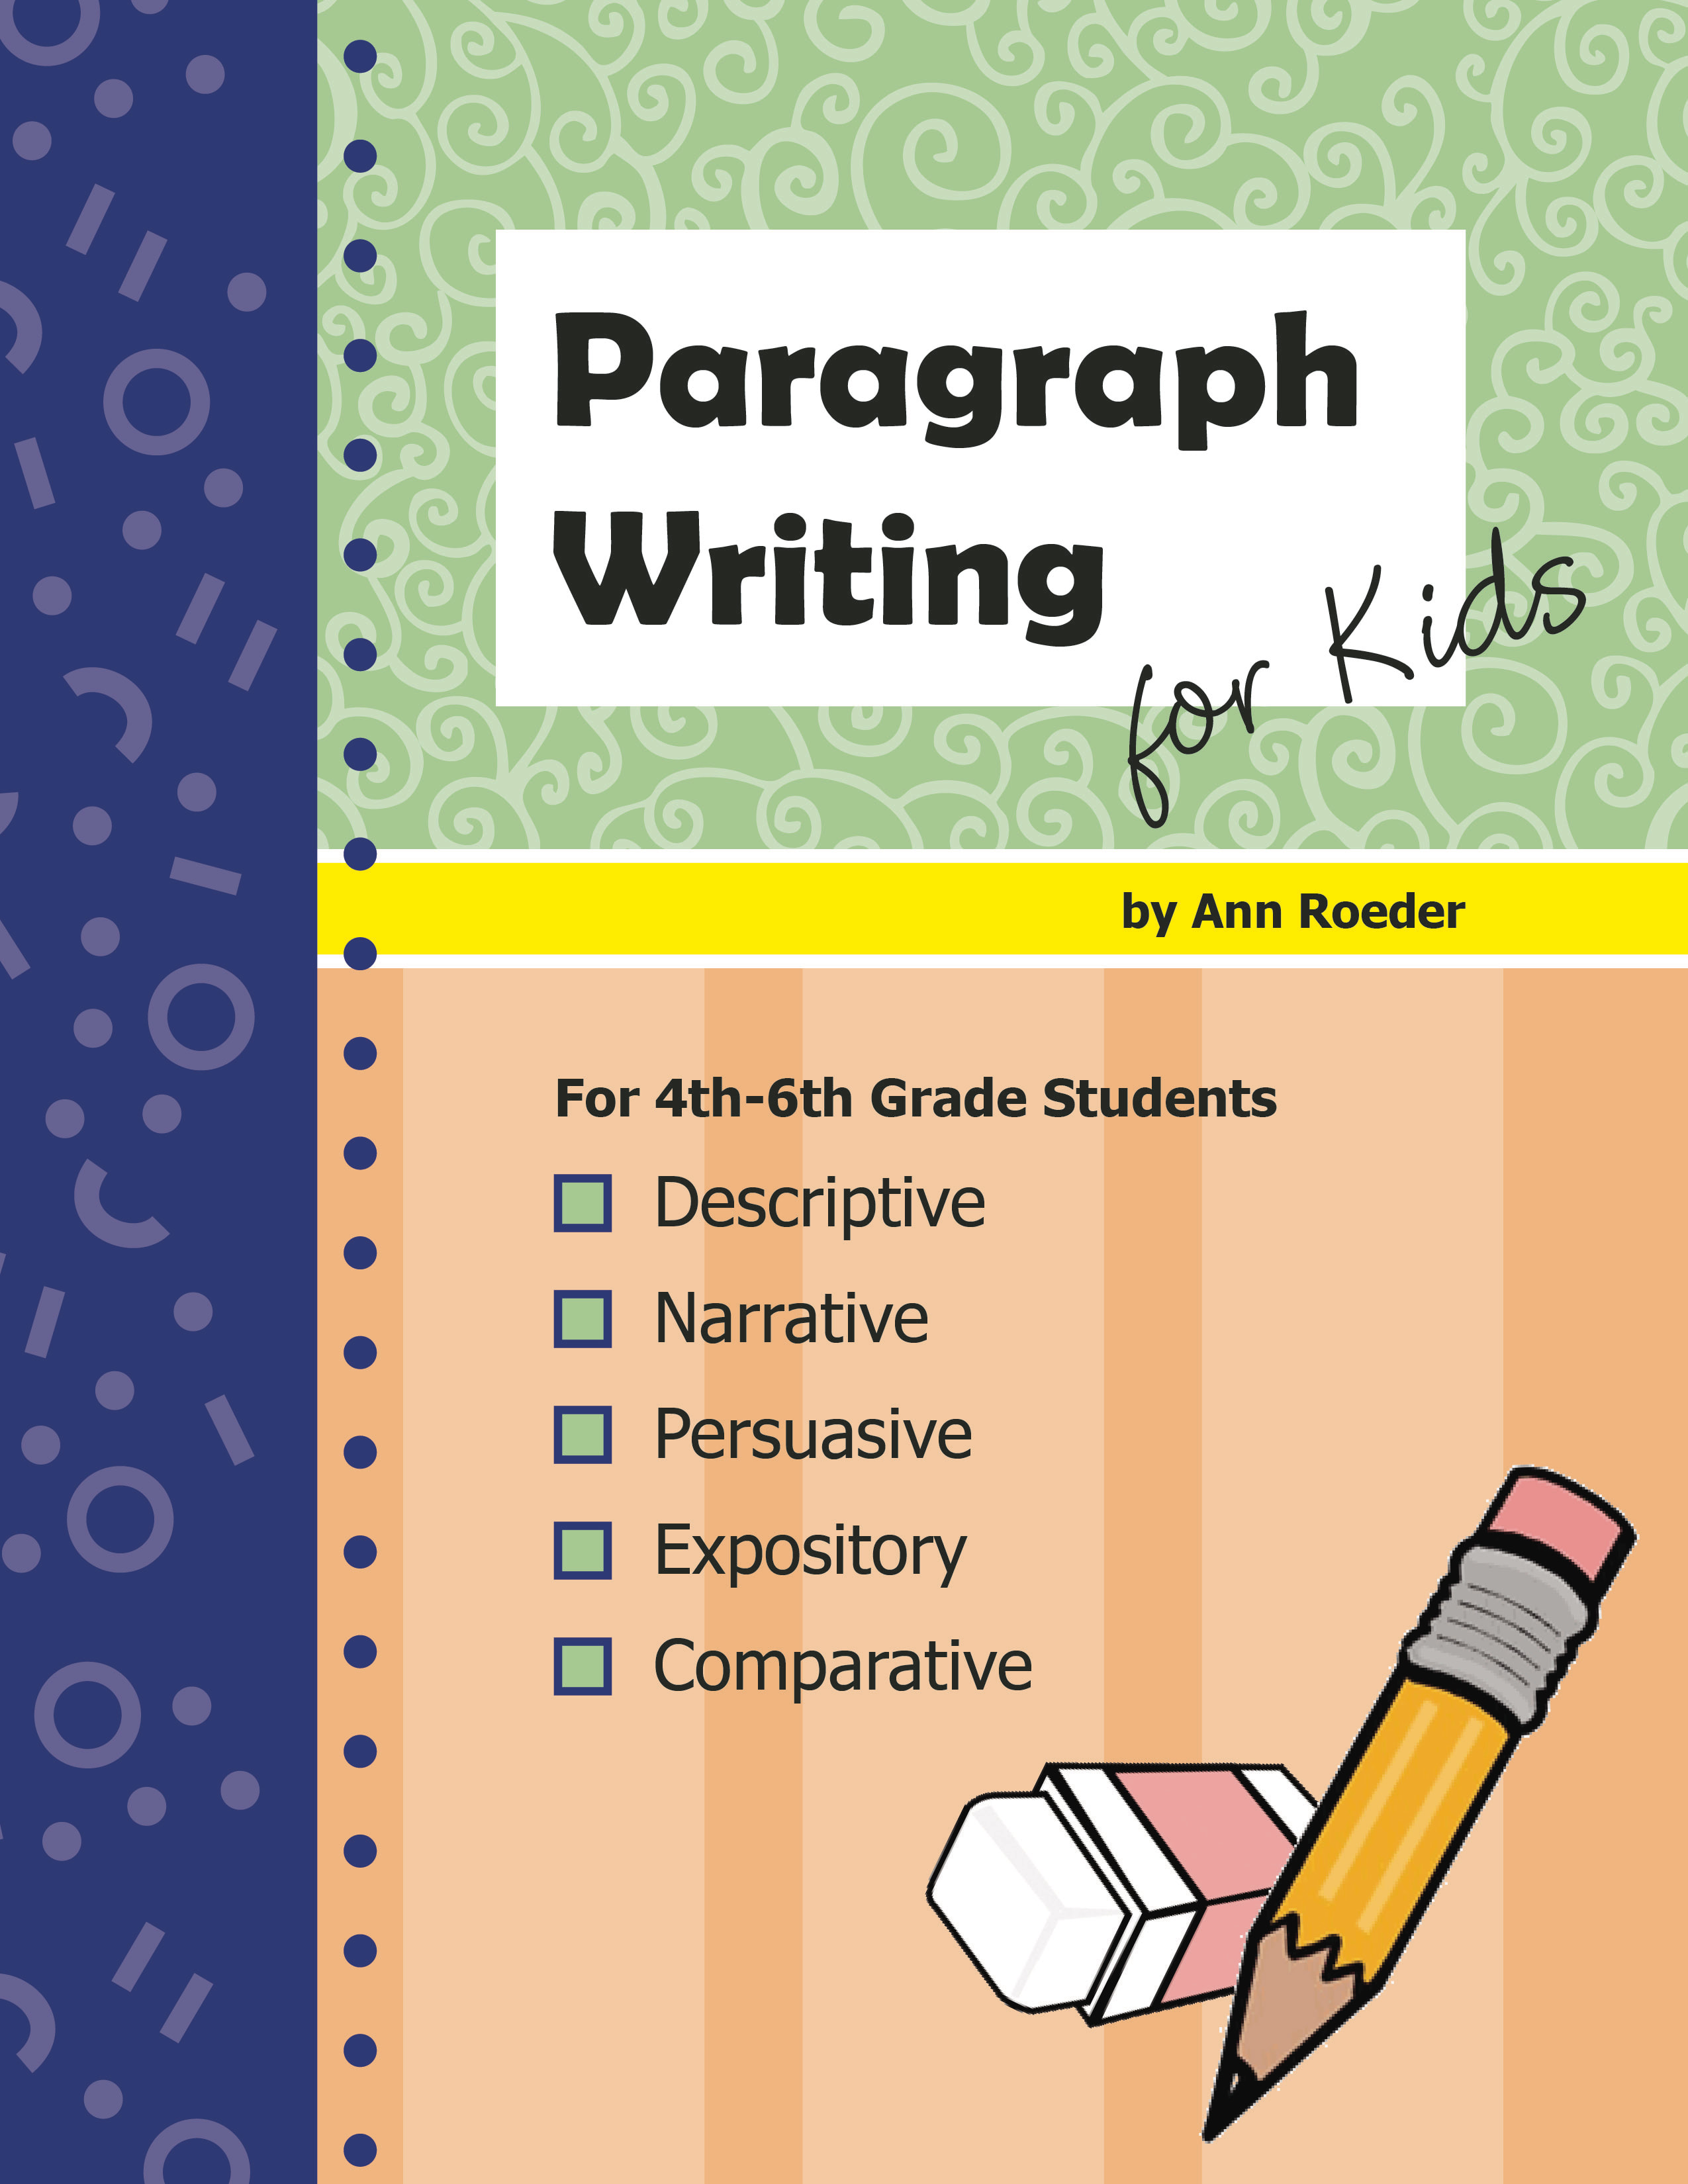 Paragraph
Writing
for Kids
by Ann Roeder
For 4th-6th Grade Students
Descriptive
Narrative
Persuasive
Expository
Comparative